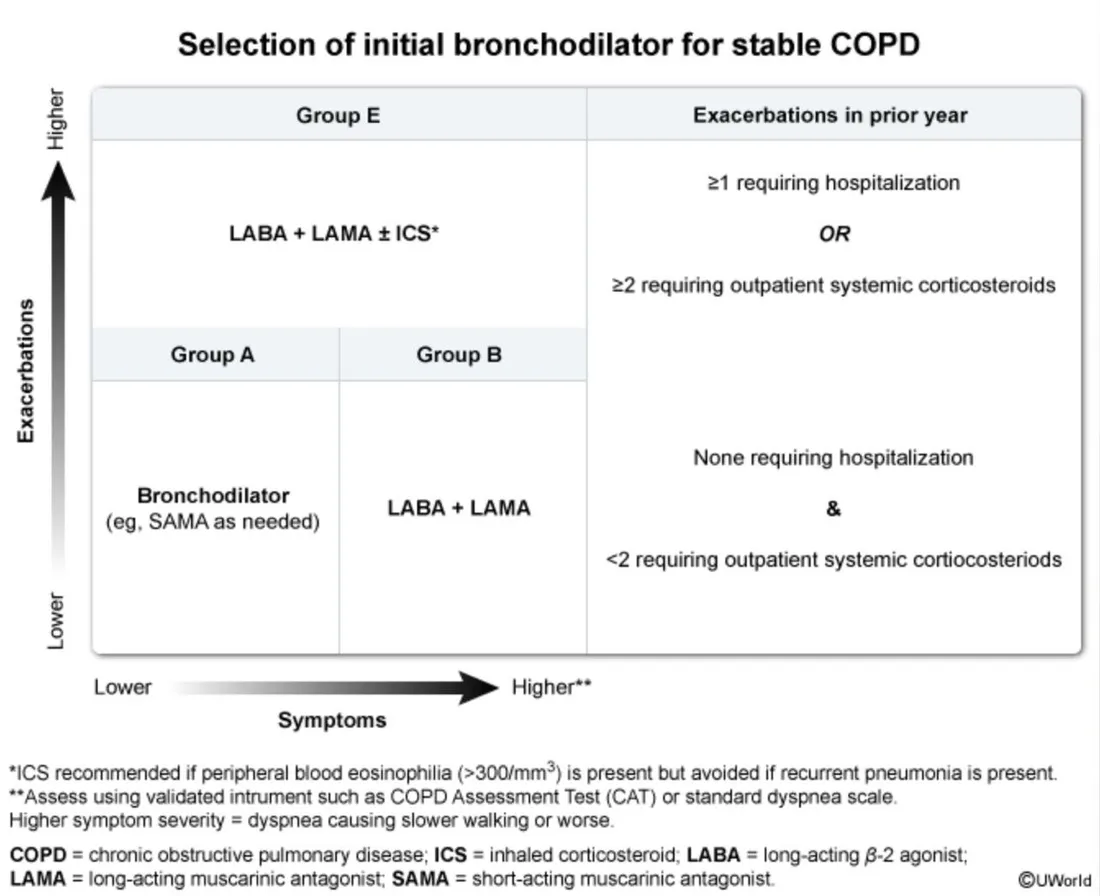 Selection of initial bronchodilator for stable COPD
Higher
Exacerbations
Lower
Group E
Exacerbations in prior year
LABA + LAMA ± ICS*
≥1 requiring hospitalization
OR
≥2 requiring outpatient systemic corticosteroids
Group A
Group B
Bronchodilator
(eg, SAMA as needed)
LABA + LAMA
None requiring hospitalization
&
<2 requiring outpatient systemic cortiocosteriods
Lower
Higher**
Symptoms
*ICS recommended if peripheral blood eosinophilia (>300/mm³) is present but avoided if recurrent pneumonia is present.
**Assess using validated intrument such as COPD Assessment Test (CAT) or standard dyspnea scale.
Higher symptom severity = dyspnea causing slower walking or worse.
COPD = chronic obstructive pulmonary disease; ICS = inhaled corticosteroid; LABA = long-acting β-2 agonist;
LAMA = long-acting muscarinic antagonist; SAMA = short-acting muscarinic antagonist.
©UWorld